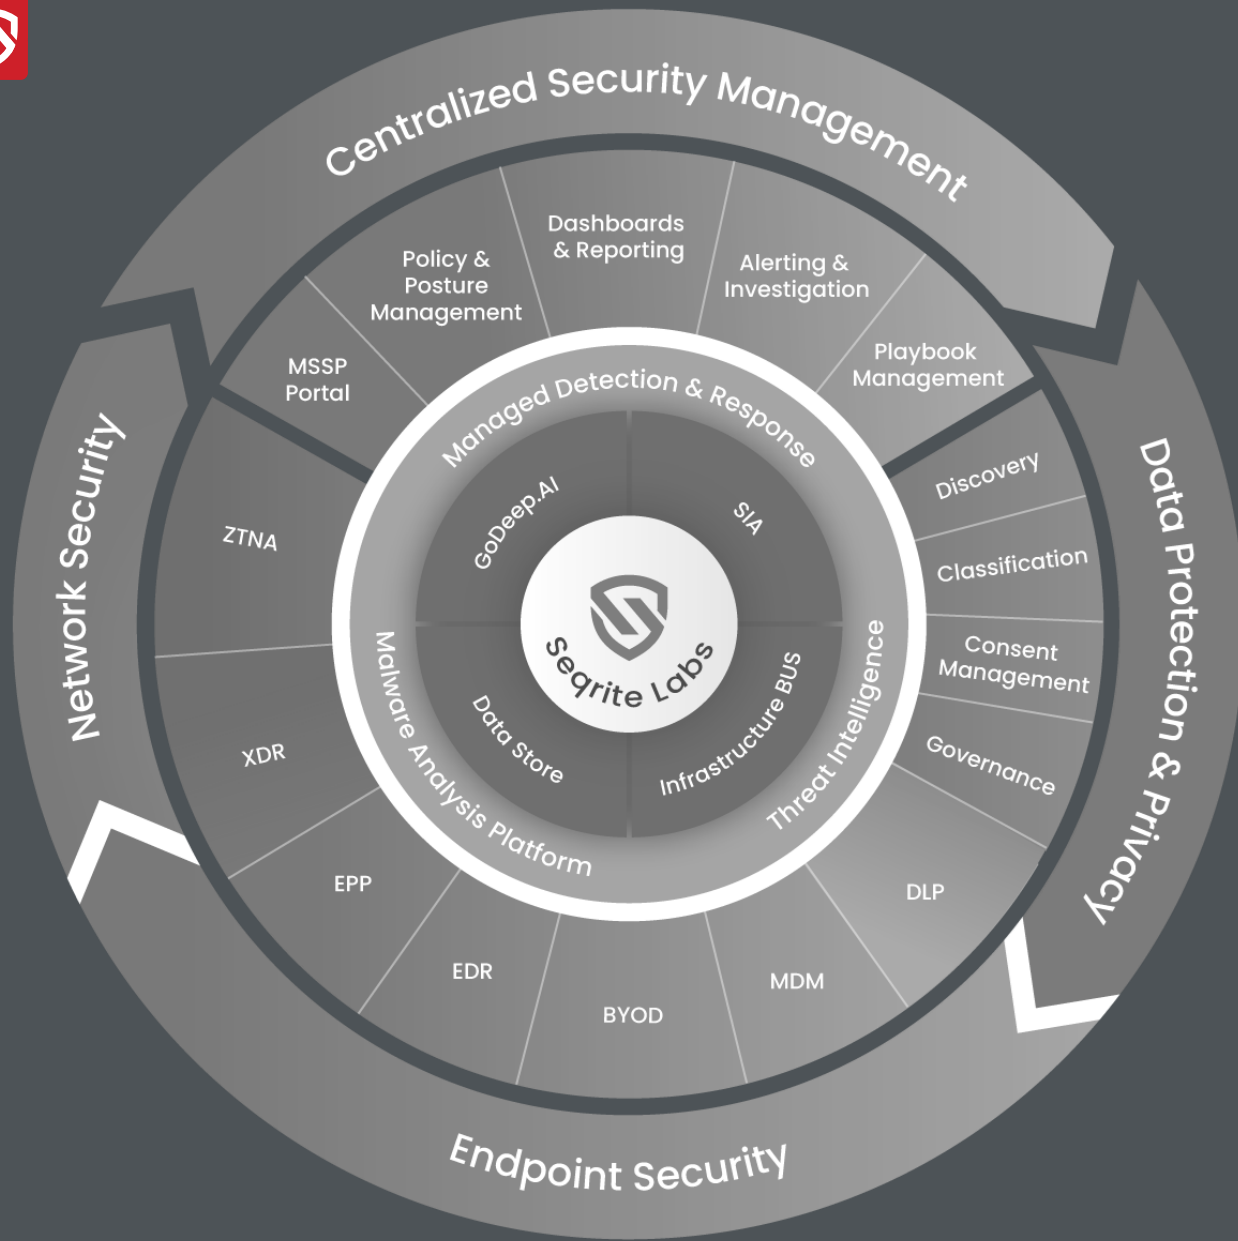 Centralized Security Management
Dashboards
& Reporting
Policy &
Posture
Management
Alerting &
Investigation
MSSP
Portal
Playbook
Management
Managed Detection & Response
Network Security
Data Protection & Privacy
Discovery
ZTNA
GoDeep.AI
SIA
Classification
Seqrite Labs
Consent
Management
Malware Analysis Platform
Threat Intelligence
Data Store
Infrastructure BUS
XDR
Governance
EPP
DLP
EDR
MDM
BYOD
Endpoint Security